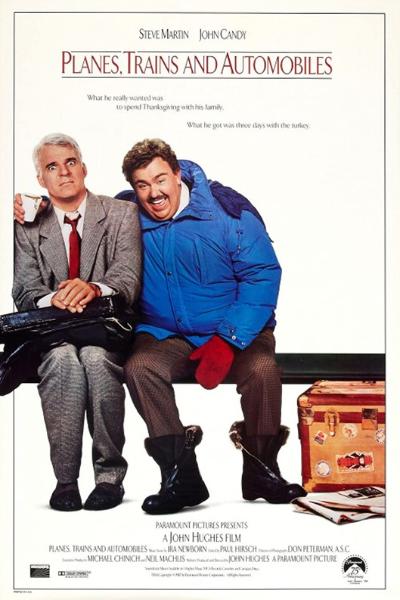 STEVE MARTIN JOHN CANDY
PLANES, TRAINS AND AUTOMOBILES
What he really wanted was
to spend Thanksgiving with his family.
What he got was three days with the turkey.
PARAMOUNT PICTURES PRESENTS
A JOHN HUGHES FILM
PLANES, TRAINS AND AUTOMOBILES IRA NEWBORN PAUL HIRSCH DON PETERMAN, A.S.C.
MICHAEL CHINICH and NEIL MACHLIS JOHN HUGHES A PARAMOUNT PICTURE